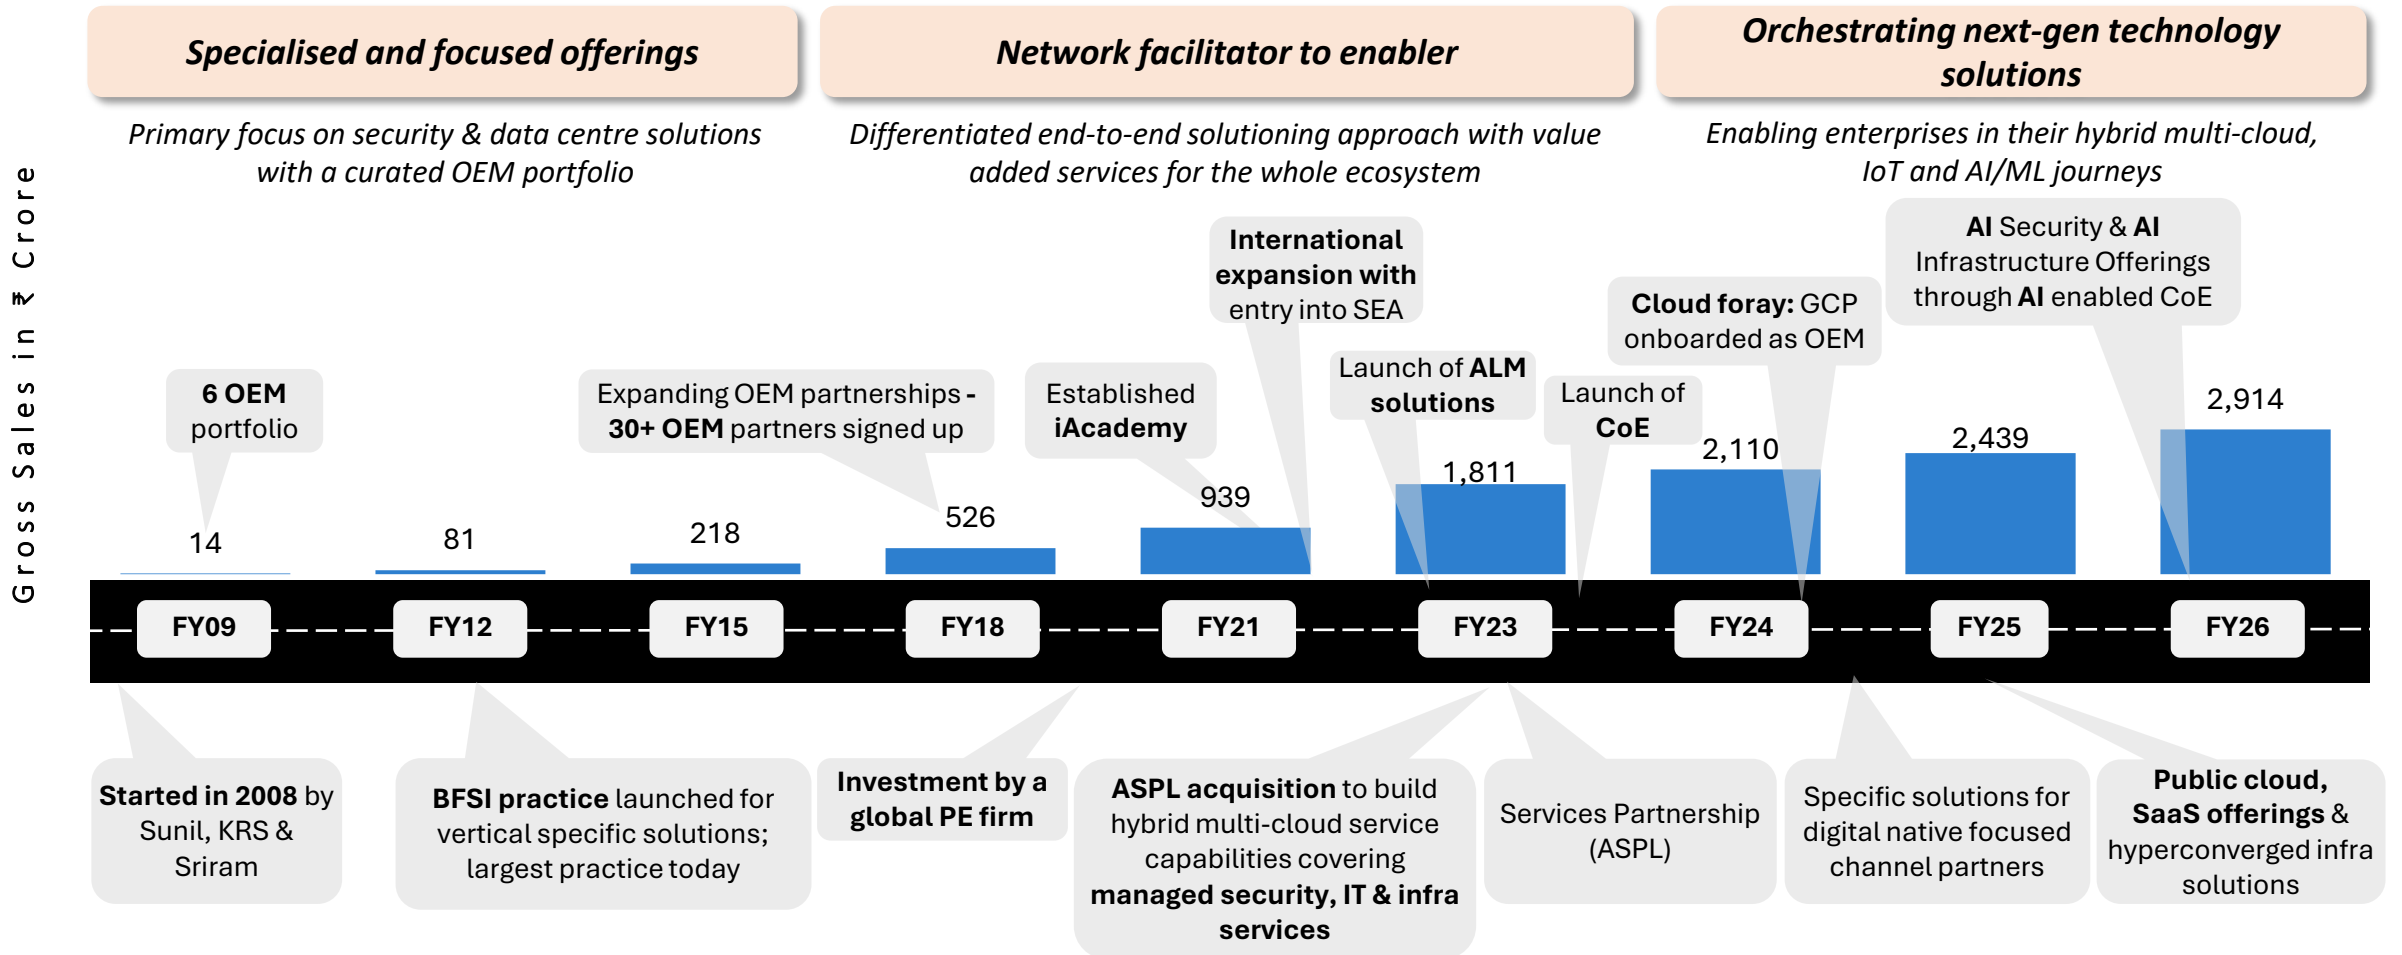 Specialised and focused offerings
Network facilitator to enabler
Orchestrating next-gen technology
solutions
Primary focus on security & data centre solutions
with a curated OEM portfolio
Differentiated end-to-end solutioning approach with value
added services for the whole ecosystem
Enabling enterprises in their hybrid multi-cloud,
IoT and AI/ML journeys
Gross Sales in ₹ Crore
6 OEM
portfolio
Expanding OEM partnerships -
30+ OEM partners signed up
Established
iAcademy
International
expansion with
entry into SEA
Launch of ALM
solutions
Launch of
CoE
Cloud foray: GCP
onboarded as OEM
AI Security & AI
Infrastructure Offerings
through AI enabled CoE
14
81
218
526
939
1,811
2,110
2,439
2,914
FY09
FY12
FY15
FY18
FY21
FY23
FY24
FY25
FY26
Started in 2008 by
Sunil, KRS &
Sriram
BFSI practice launched for
vertical specific solutions;
largest practice today
Investment by a
global PE firm
ASPL acquisition to build
hybrid multi-cloud service
capabilities covering
managed security, IT & infra
services
Services Partnership
(ASPL)
Specific solutions for
digital native focused
channel partners
Public cloud,
SaaS offerings &
hyperconverged infra
solutions